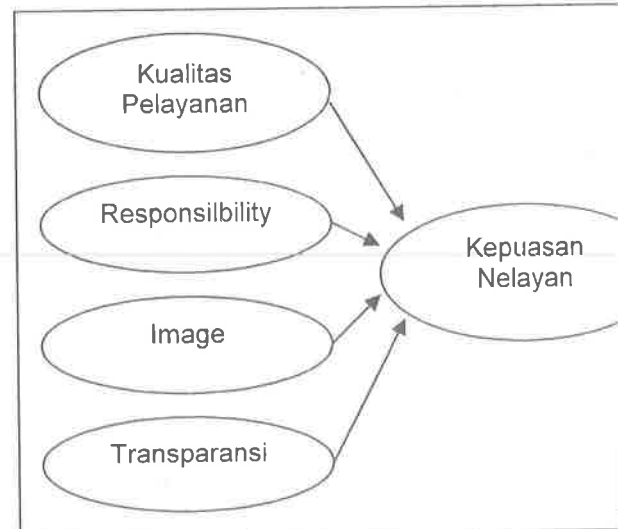 Kualitas
Pelayanan
Responsilbility
Image
Transparansi
Kepuasan
Nelayan